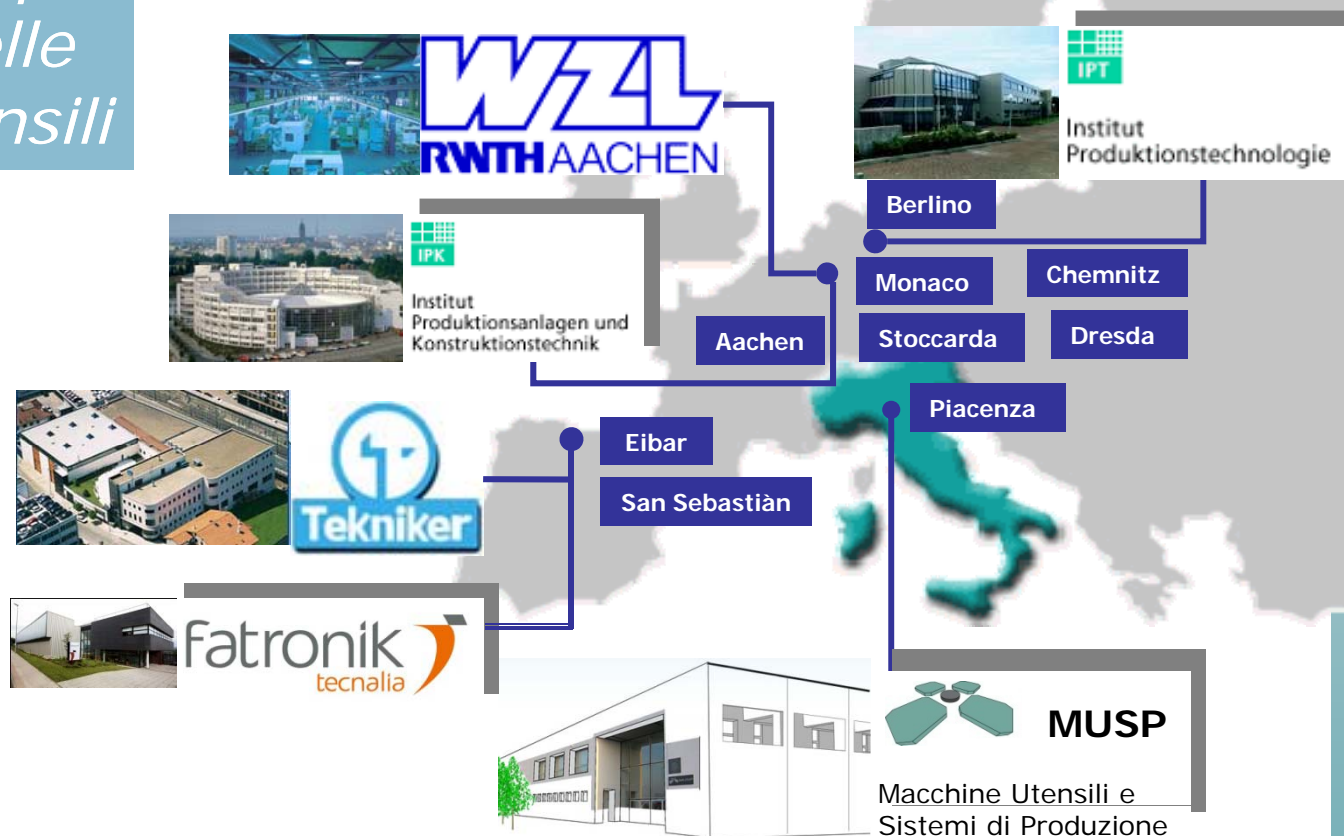 elle
nsili
WZL
RWTH AACHEN
IPT
Institut
Produktionstechnologie
Berlino
IPK
Institut
Produktionsanlagen und
Konstruktionstechnik
Monaco
Chemnitz
Aachen
Stoccarda
Dresda
Piacenza
Eibar
San Sebastiàn
Tekniker
Fatronik
tecnalia
MUSP
Macchine Utensili e
Sistemi di Produzione